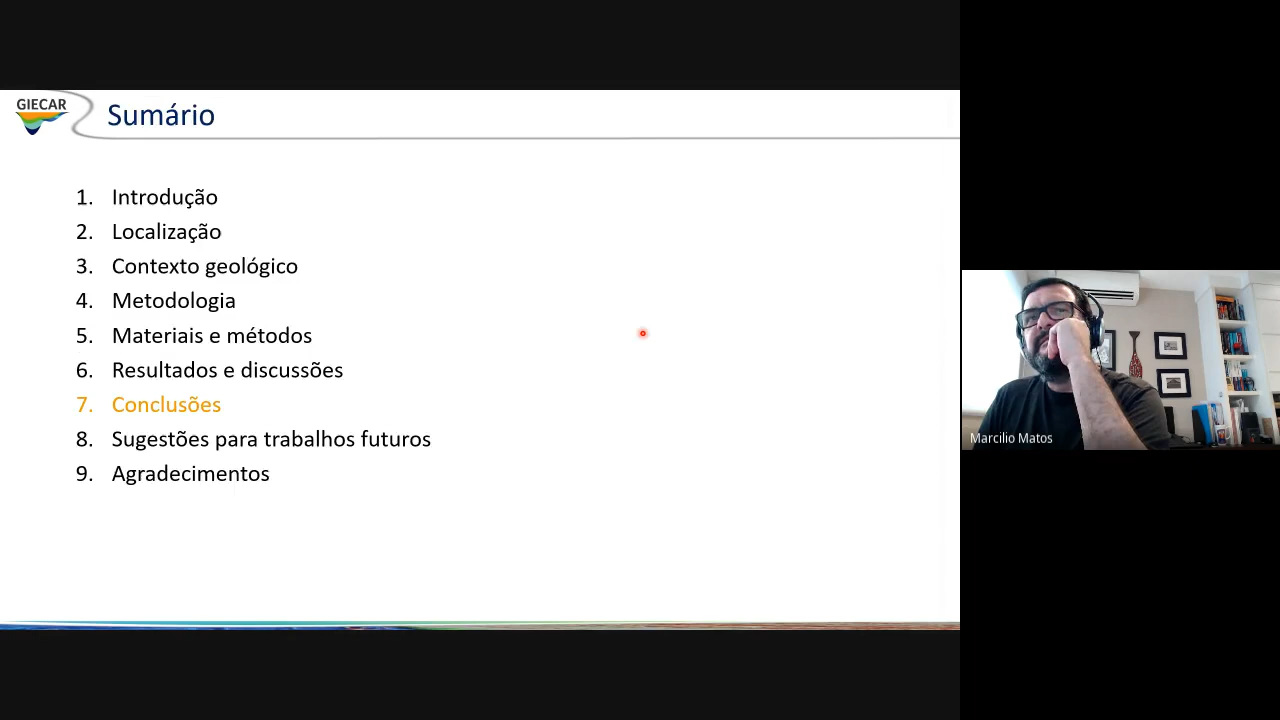 GIECAR
Sumário
1. Introdução
2. Localização
3. Contexto geológico
4. Metodologia
5. Materiais e métodos
6. Resultados e discussões
7. Conclusões
8. Sugestões para trabalhos futuros
9. Agradecimentos
Marcilio Matos